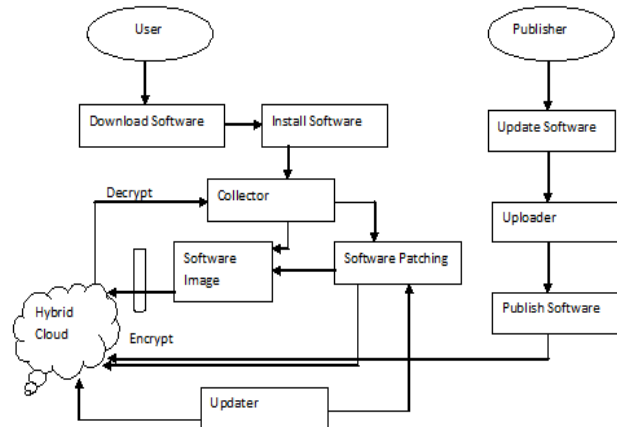 User
Publisher
Download Software
Install Software
Update Software
Decrypt
Collector
Uploader
Software
Image
Software Patching
Hybrid
Cloud
Publish Software
Encrypt
Updater